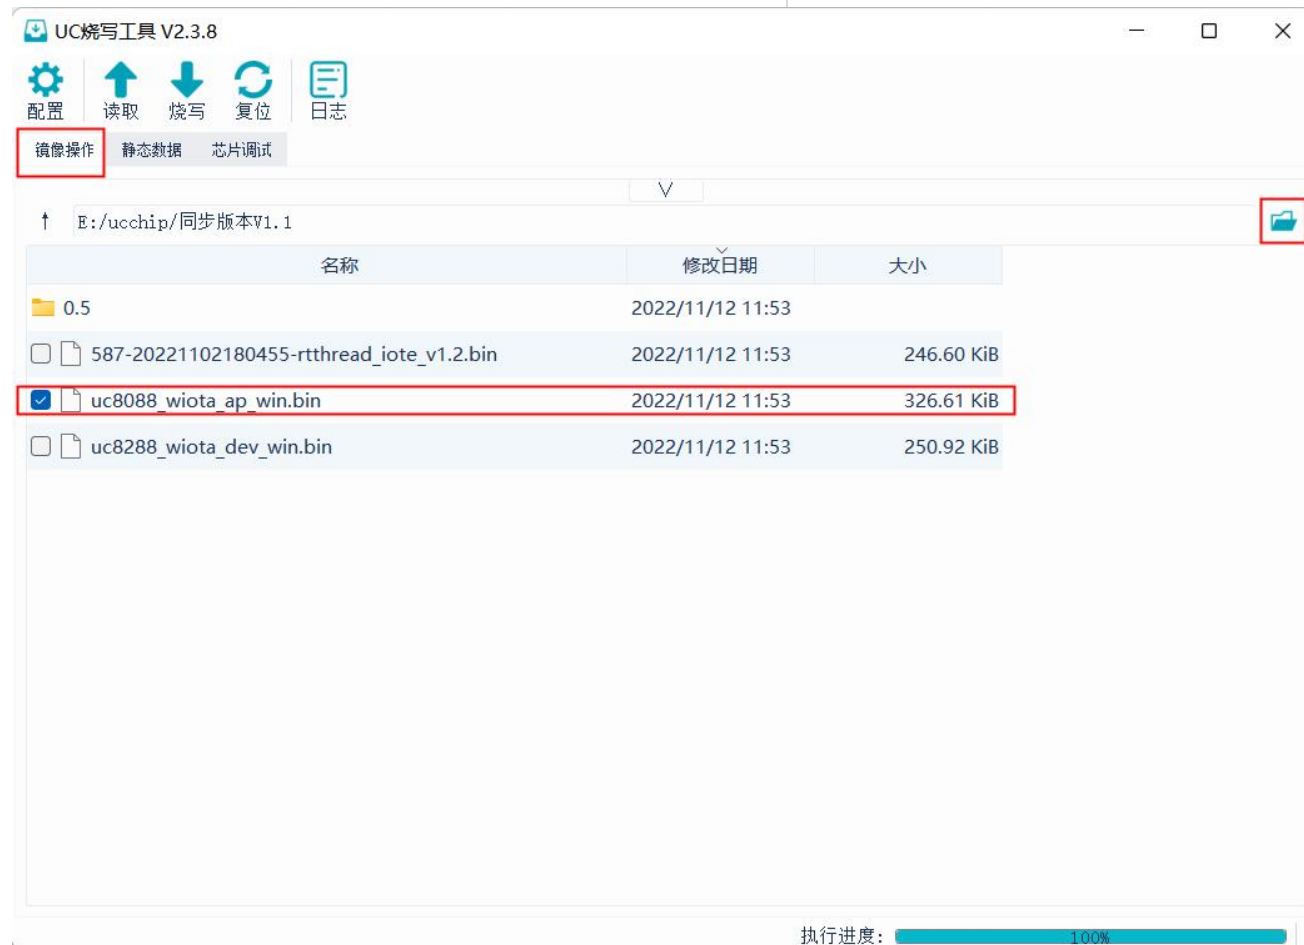 UC烧写工具 V2.3.8
配置 读取 烧写 复位 日志
镜像操作 静态数据 芯片调试
E:/ucchip/同步版本V1.1
名称 修改日期 大小
0.5 2022/11/12 11:53
587-20221102180455-rtthread_iote_v1.2.bin 2022/11/12 11:53 246.60 KiB
uc8088_wiota_ap_win.bin 2022/11/12 11:53 326.61 KiB
uc8288_wiota_dev_win.bin 2022/11/12 11:53 250.92 KiB
执行进度: 100%